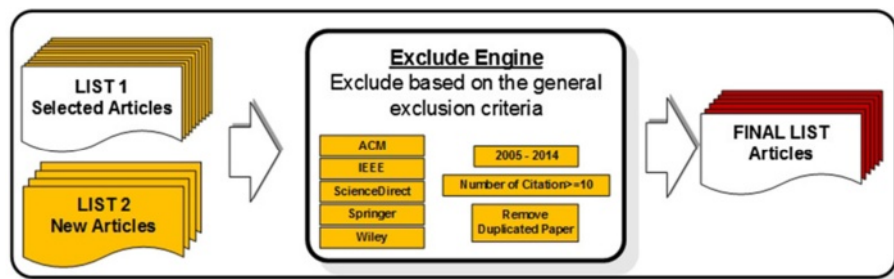 LIST 1
Selected Articles
LIST 2
New Articles
Exclude Engine
Exclude based on the general
exclusion criteria
ACM
IEEE
ScienceDirect
Springer
Wiley
2005 - 2014
Number of Citation>=10
Remove
Duplicated Paper
FINAL LIST
Articles